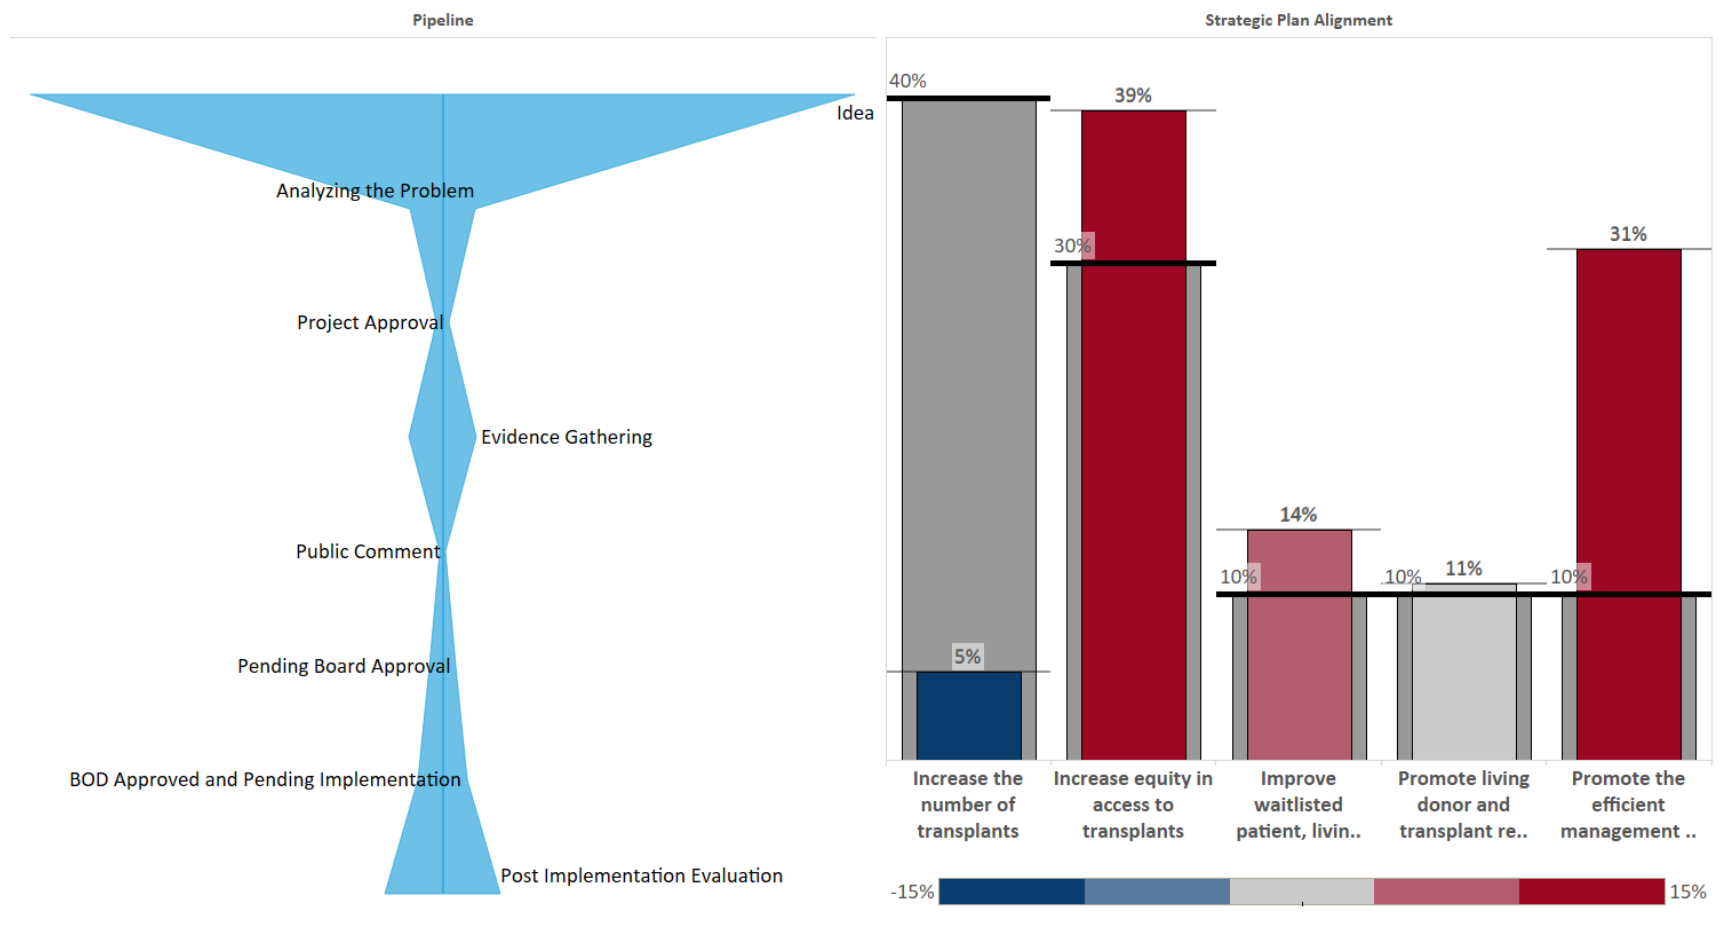 Pipeline
Idea
Analyzing the Problem
Project Approval
Evidence Gathering
Public Comment
Pending Board Approval
BOD Approved and Pending Implementation
Post Implementation Evaluation
Strategic Plan Alignment
40%
39%
30%
31%
14%
10%
10%
11%
10%
5%
Increase the
number of
transplants
Increase equity in
access to
transplants
Improve
waitlisted
patient, livin..
Promote living
donor and
transplant re..
Promote the
efficient
management ..
-15%
15%